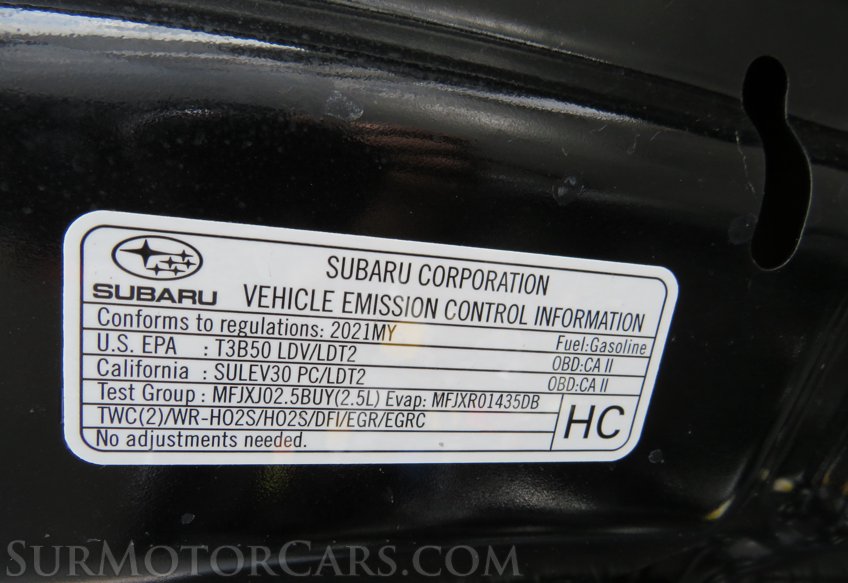 SUBARU
SUBARU CORPORATION
VEHICLE EMISSION CONTROL INFORMATION
Conforms to regulations: 2021MY Fuel:Gasoline
U.S. EPA : T3B50 LDV/LDT2 OBD:CA II
California : SULEV30 PC/LDT2 OBD:CA II
Test Group : MFJXJ02.5BUY(2.5L) Evap: MFJXR01435DB
TWC(2)/WR-HO2S/HO2S/DFI/EGR/EGRC
HC
No adjustments needed.
SurMotorCars.com